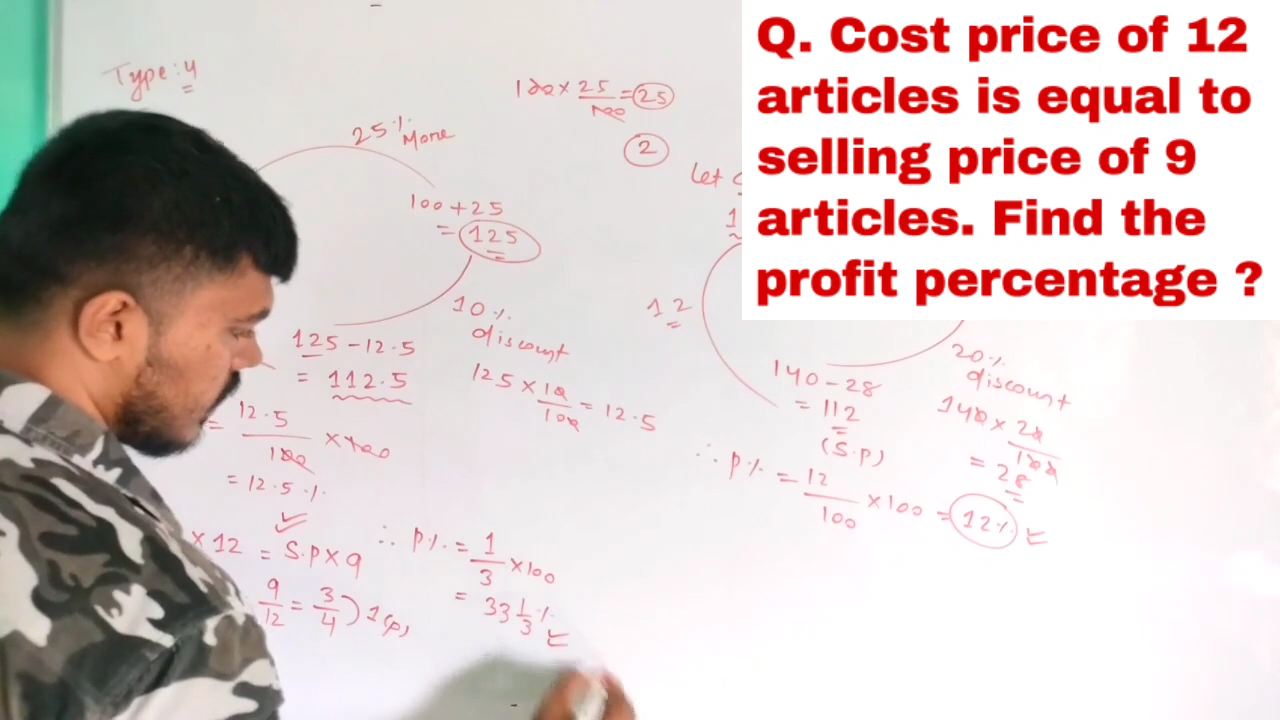 Q. Cost price of 12
articles is equal to
selling price of 9
articles. Find the
profit percentage ?
Type : 4
25% More
100 + 25
= 125
10%
discount
125 - 12.5
= 112.5
125 × 10/100 = 12.5
= 12.5/100 × 100
= 12.5%
× 12 = S.P × 9
9/12 = 3/4 ) 1(P)
∴ P% = 1/3 × 100
= 33 1/3 %
100 × 25/100 = 25
2
Let
12
20%
discount
140 - 28
= 112
(S.P)
140 × 20/100
= 28
∴ P% = 12/100 × 100 = 12%